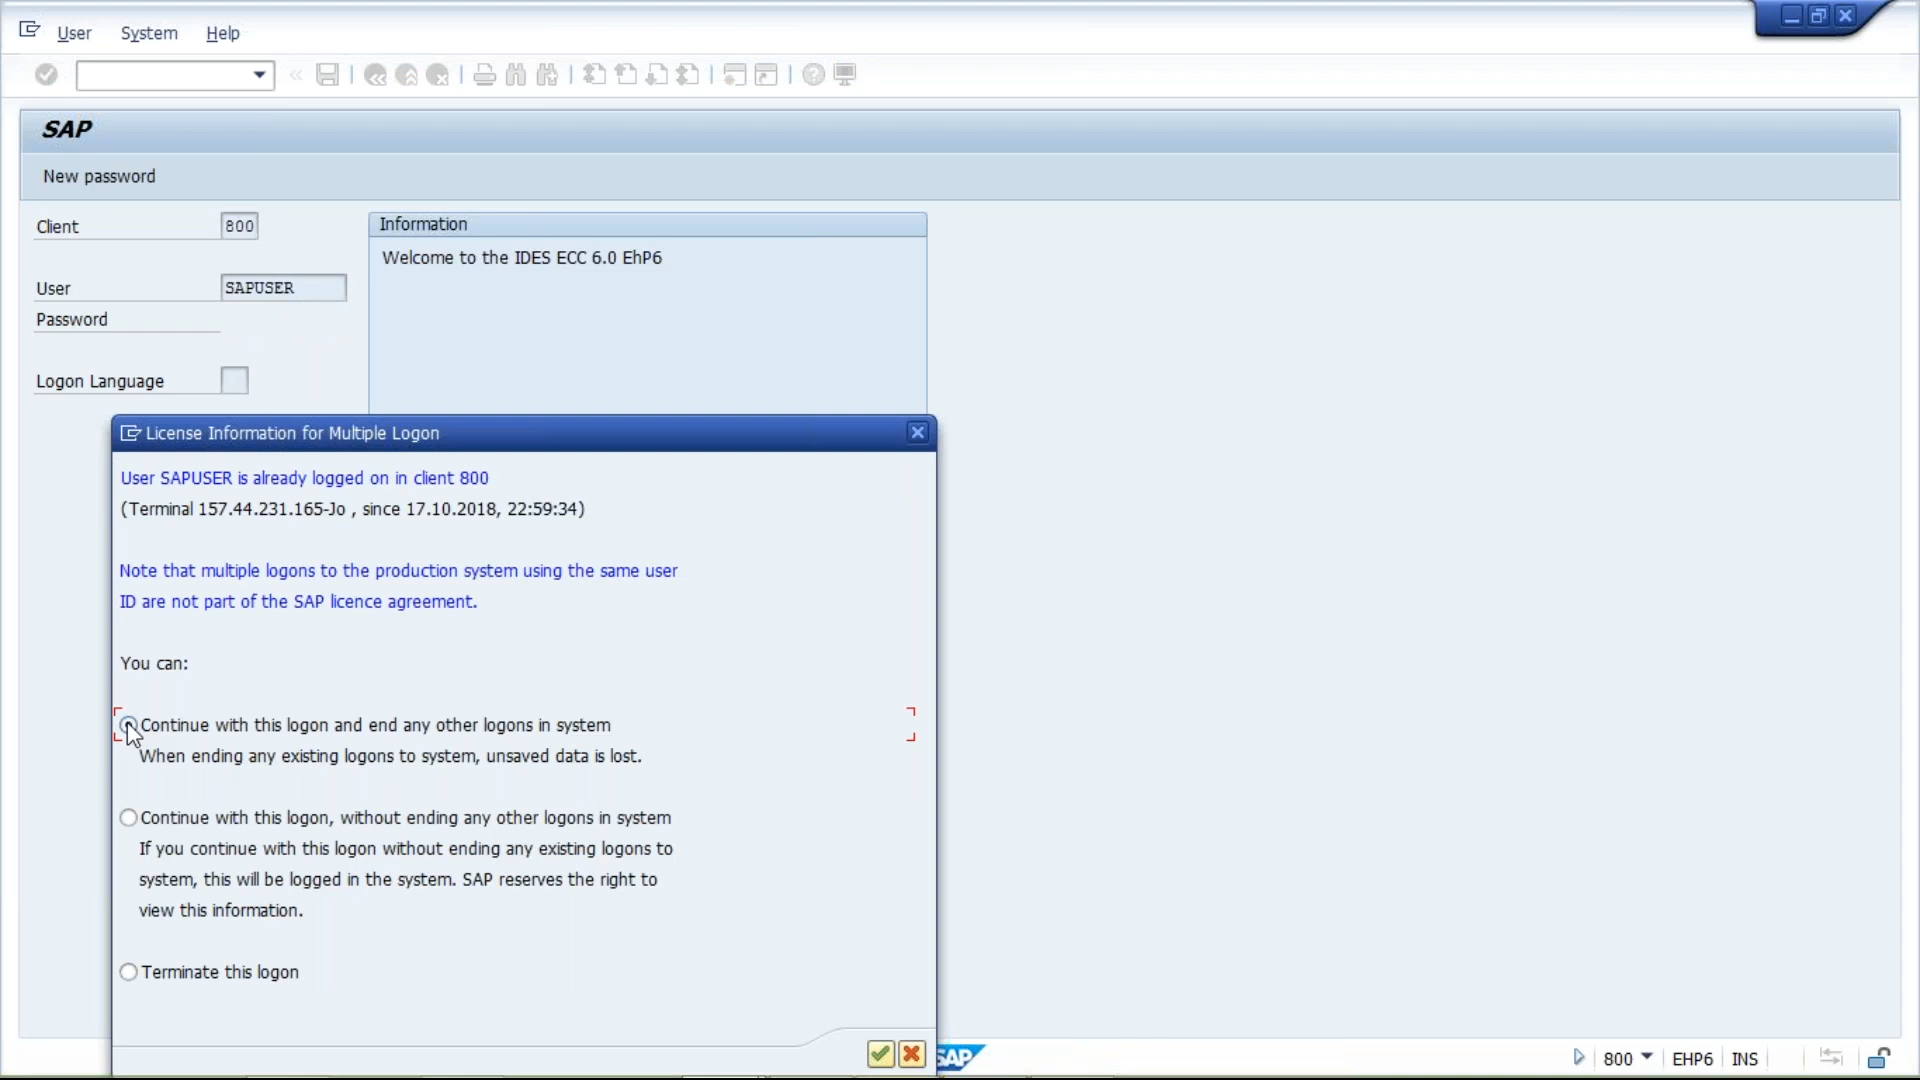 User System Help
SAP
New password
Client 800
Information
Welcome to the IDES ECC 6.0 EhP6
User SAPUSER
Password
Logon Language
License Information for Multiple Logon
User SAPUSER is already logged on in client 800
(Terminal 157.44.231.165-Jo , since 17.10.2018, 22:59:34)
Note that multiple logons to the production system using the same user
ID are not part of the SAP licence agreement.
You can:
Continue with this logon and end any other logons in system
When ending any existing logons to system, unsaved data is lost.
Continue with this logon, without ending any other logons in system
If you continue with this logon without ending any existing logons to
system, this will be logged in the system. SAP reserves the right to
view this information.
Terminate this logon
SAP
800 EHP6 INS